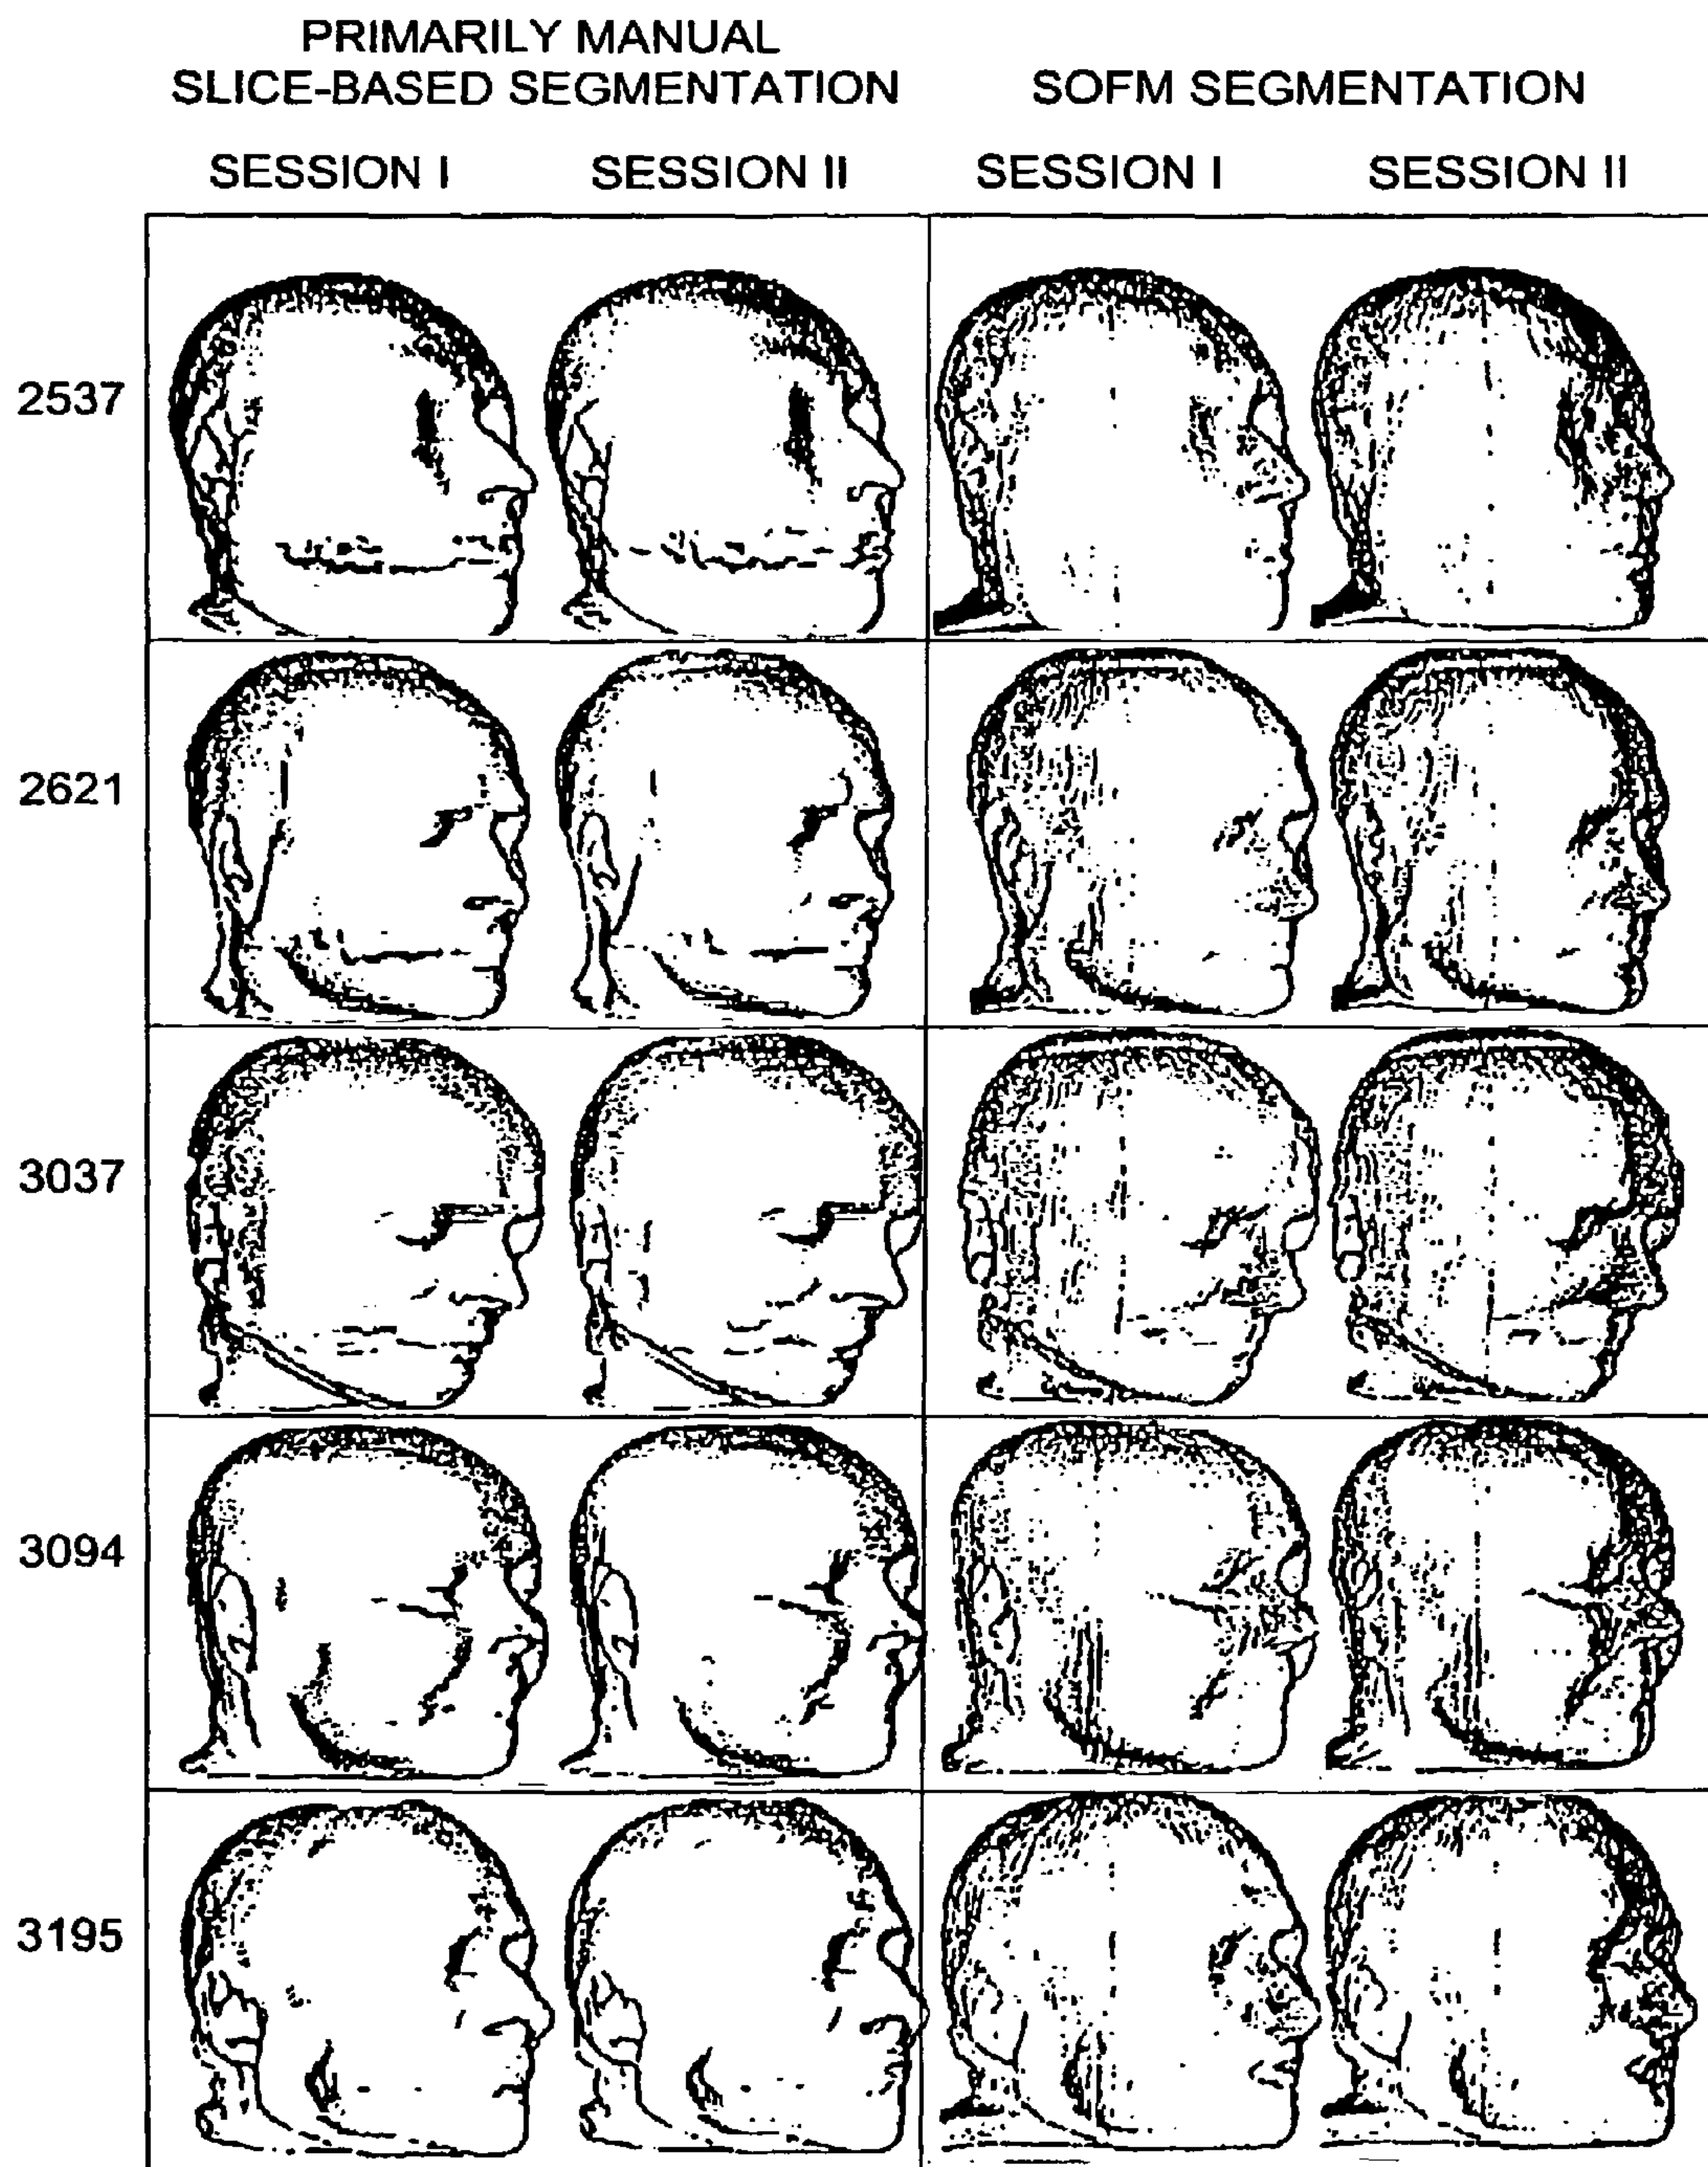 PRIMARILY MANUAL
SLICE-BASED SEGMENTATION
SOFM SEGMENTATION
SESSION I
SESSION II
SESSION I
SESSION II
2537
2621
3037
3094
3195